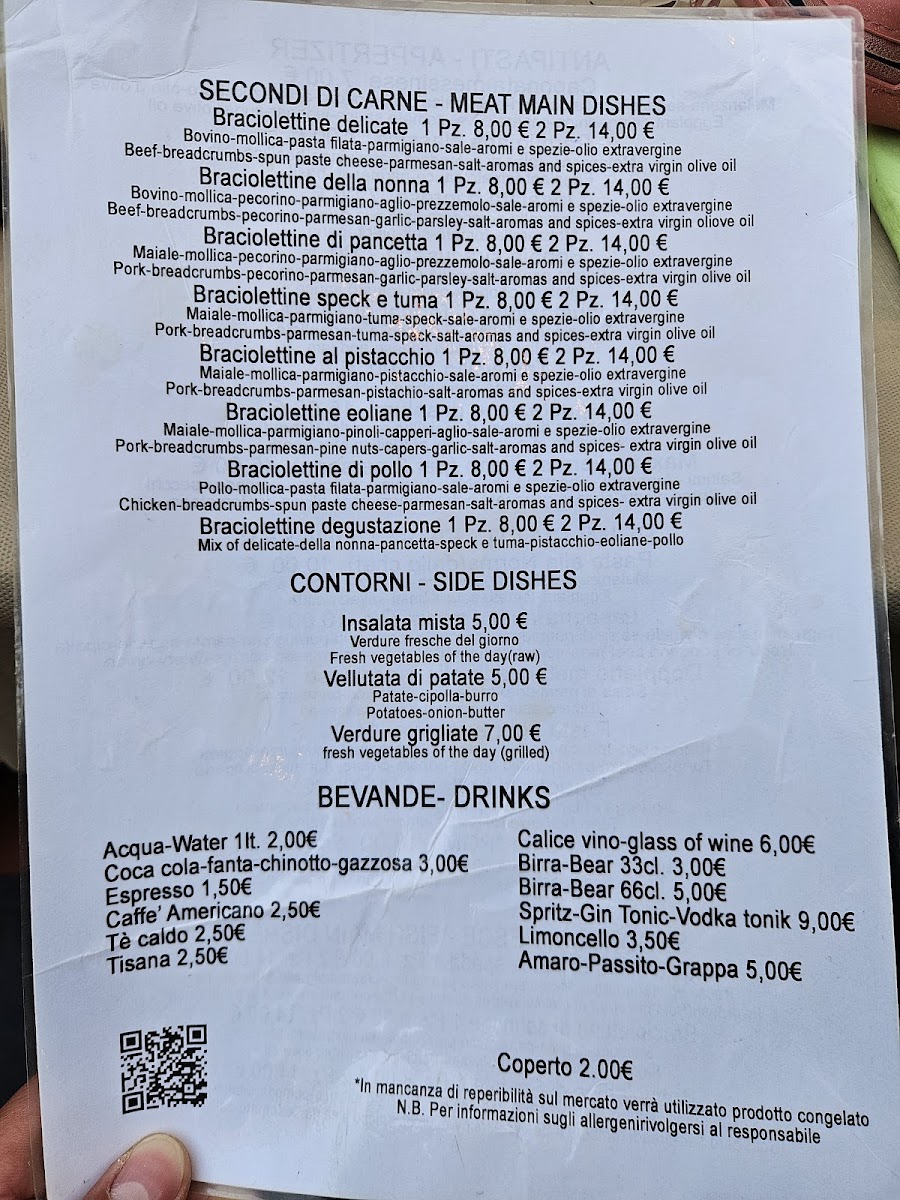 SECONDI DI CARNE - MEAT MAIN DISHES
Braciolettine delicate 1 Pz. 8,00 € 2 Pz. 14,00 €
Bovino-mollica-pasta filata-parmigiano-sale-aromi e spezie-olio extravergine
Beef-breadcrumbs-spun paste cheese-parmesan-salt-aromas and spices-extra virgin olive oil
Braciolettine della nonna 1 Pz. 8,00 € 2 Pz. 14,00 €
Bovino-mollica-pecorino-parmigiano-aglio-prezzemolo-sale-aromi e spezie-olio extravergine
Beef-breadcrumbs-pecorino-parmesan-garlic-parsley-salt-aromas and spices-extra virgin oliove oil
Braciolettine di pancetta 1 Pz. 8,00 € 2 Pz. 14,00 €
Maiale-mollica-pecorino-parmigiano-aglio-prezzemolo-sale-aromi e spezie-olio extravergine
Pork-breadcrumbs-pecorino-parmesan-garlic-parsley-salt-aromas and spices-extra virgin olive oil
Braciolettine speck e tuma 1 Pz. 8,00 € 2 Pz. 14,00 €
Maiale-mollica-parmigiano-tuma-speck-sale-aromi e spezie-olio extravergine
Pork-breadcrumbs-parmesan-tuma-speck-salt-aromas and spices-extra virgin olive oil
Braciolettine al pistacchio 1 Pz. 8,00 € 2 Pz. 14,00 €
Maiale-mollica-parmigiano-pistacchio-sale-aromi e spezie-olio extravergine
Pork-breadcrumbs-parmesan-pistachio-salt-aromas and spices-extra virgin olive oil
Braciolettine eoliane 1 Pz. 8,00 € 2 Pz. 14,00 €
Maiale-mollica-parmigiano-pinoli-capperi-aglio-sale-aromi e spezie-olio extravergine
Pork-breadcrumbs-parmesan-pine nuts-capers-garlic-salt-aromas and spices- extra virgin olive oil
Braciolettine di pollo 1 Pz. 8,00 € 2 Pz. 14,00 €
Pollo-mollica-pasta filata-parmigiano-sale-aromi e spezie-olio extravergine
Chicken-breadcrumbs-spun paste cheese-parmesan-salt-aromas and spices- extra virgin olive oil
Braciolettine degustazione 1 Pz. 8,00 € 2 Pz. 14,00 €
Mix of delicate-della nonna-pancetta-speck e tuma-pistacchio-eoliane-pollo
CONTORNI - SIDE DISHES
Insalata mista 5,00 €
Verdure fresche del giorno
Fresh vegetables of the day(raw)
Vellutata di patate 5,00 €
Patate-cipolla-burro
Potatoes-onion-butter
Verdure grigliate 7,00 €
fresh vegetables of the day (grilled)
BEVANDE- DRINKS
Acqua-Water 1lt. 2,00€
Coca cola-fanta-chinotto-gazzosa 3,00€
Espresso 1,50€
Caffe' Americano 2,50€
Tè caldo 2,50€
Tisana 2,50€
Calice vino-glass of wine 6,00€
Birra-Bear 33cl. 3,00€
Birra-Bear 66cl. 5,00€
Spritz-Gin Tonic-Vodka tonik 9,00€
Limoncello 3,50€
Amaro-Passito-Grappa 5,00€
Coperto 2.00€
*In mancanza di reperibilità sul mercato verrà utilizzato prodotto congelato
N.B. Per informazioni sugli allergenirivolgersi al responsabile